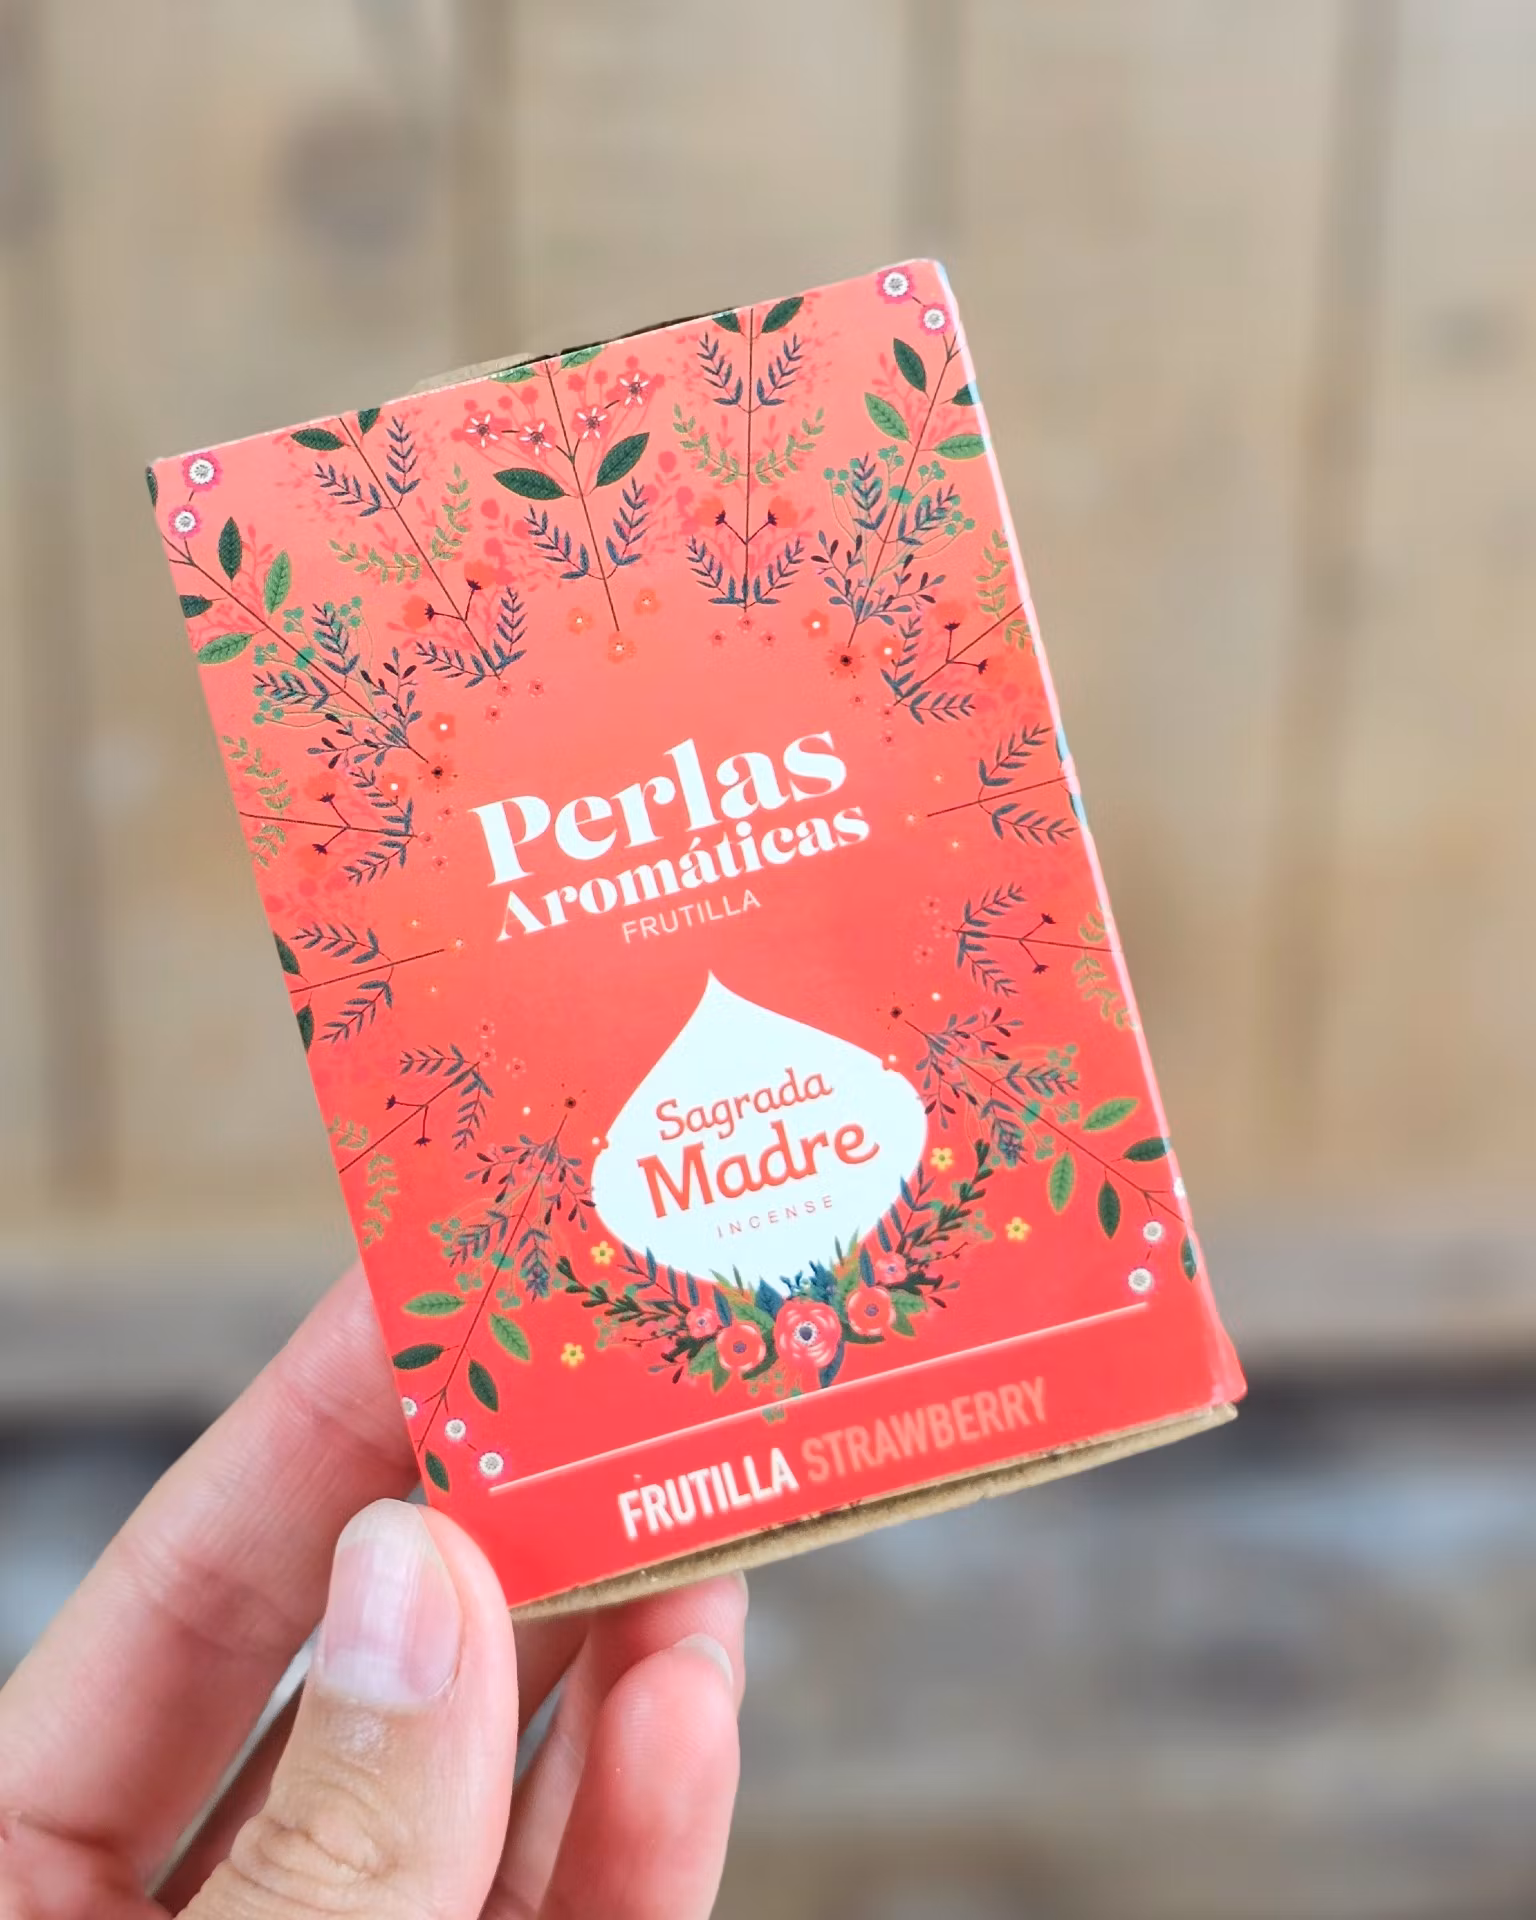 Perlas
Aromáticas
FRUTILLA
Sagrada
Madre
INCENSE
FRUTILLA STRAWBERRY